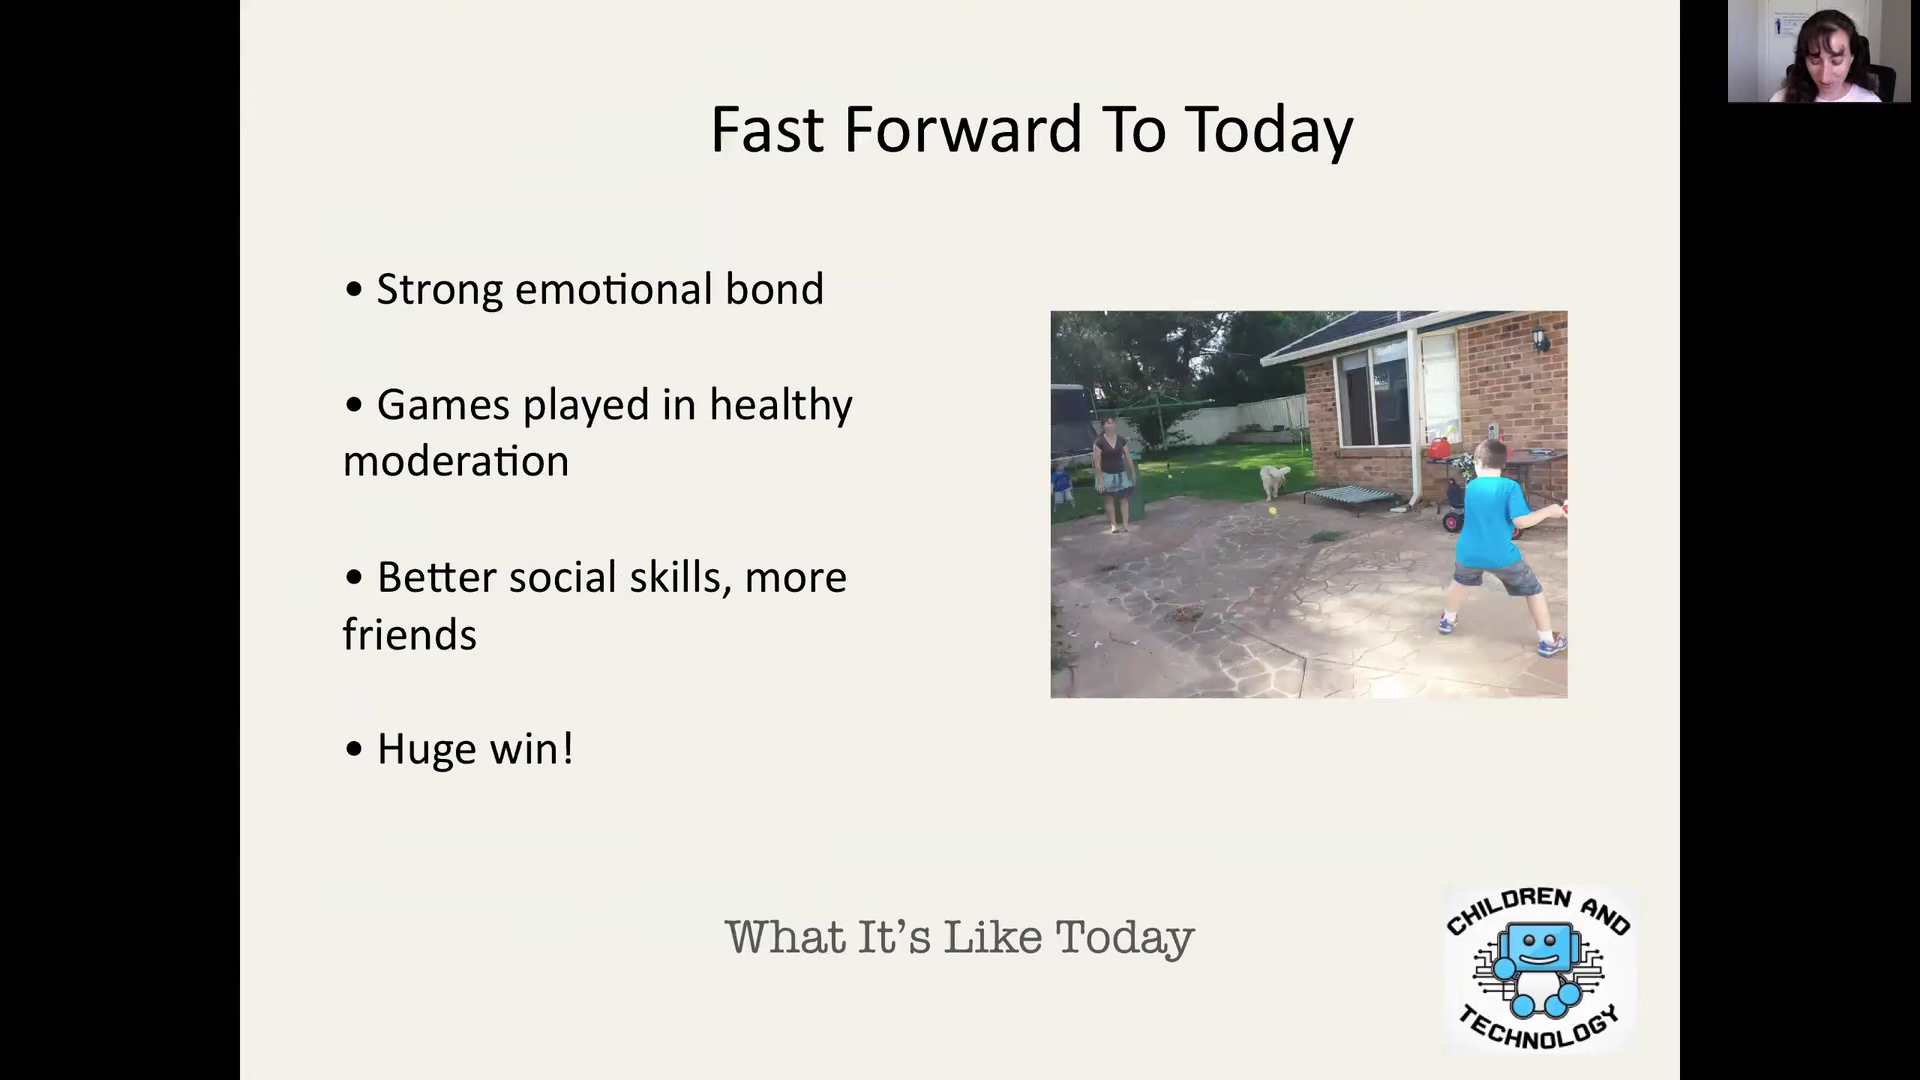 Fast Forward To Today
• Strong emotional bond
• Games played in healthy
moderation
• Better social skills, more
friends
• Huge win!
What It's Like Today
CHILDREN AND
TECHNOLOGY